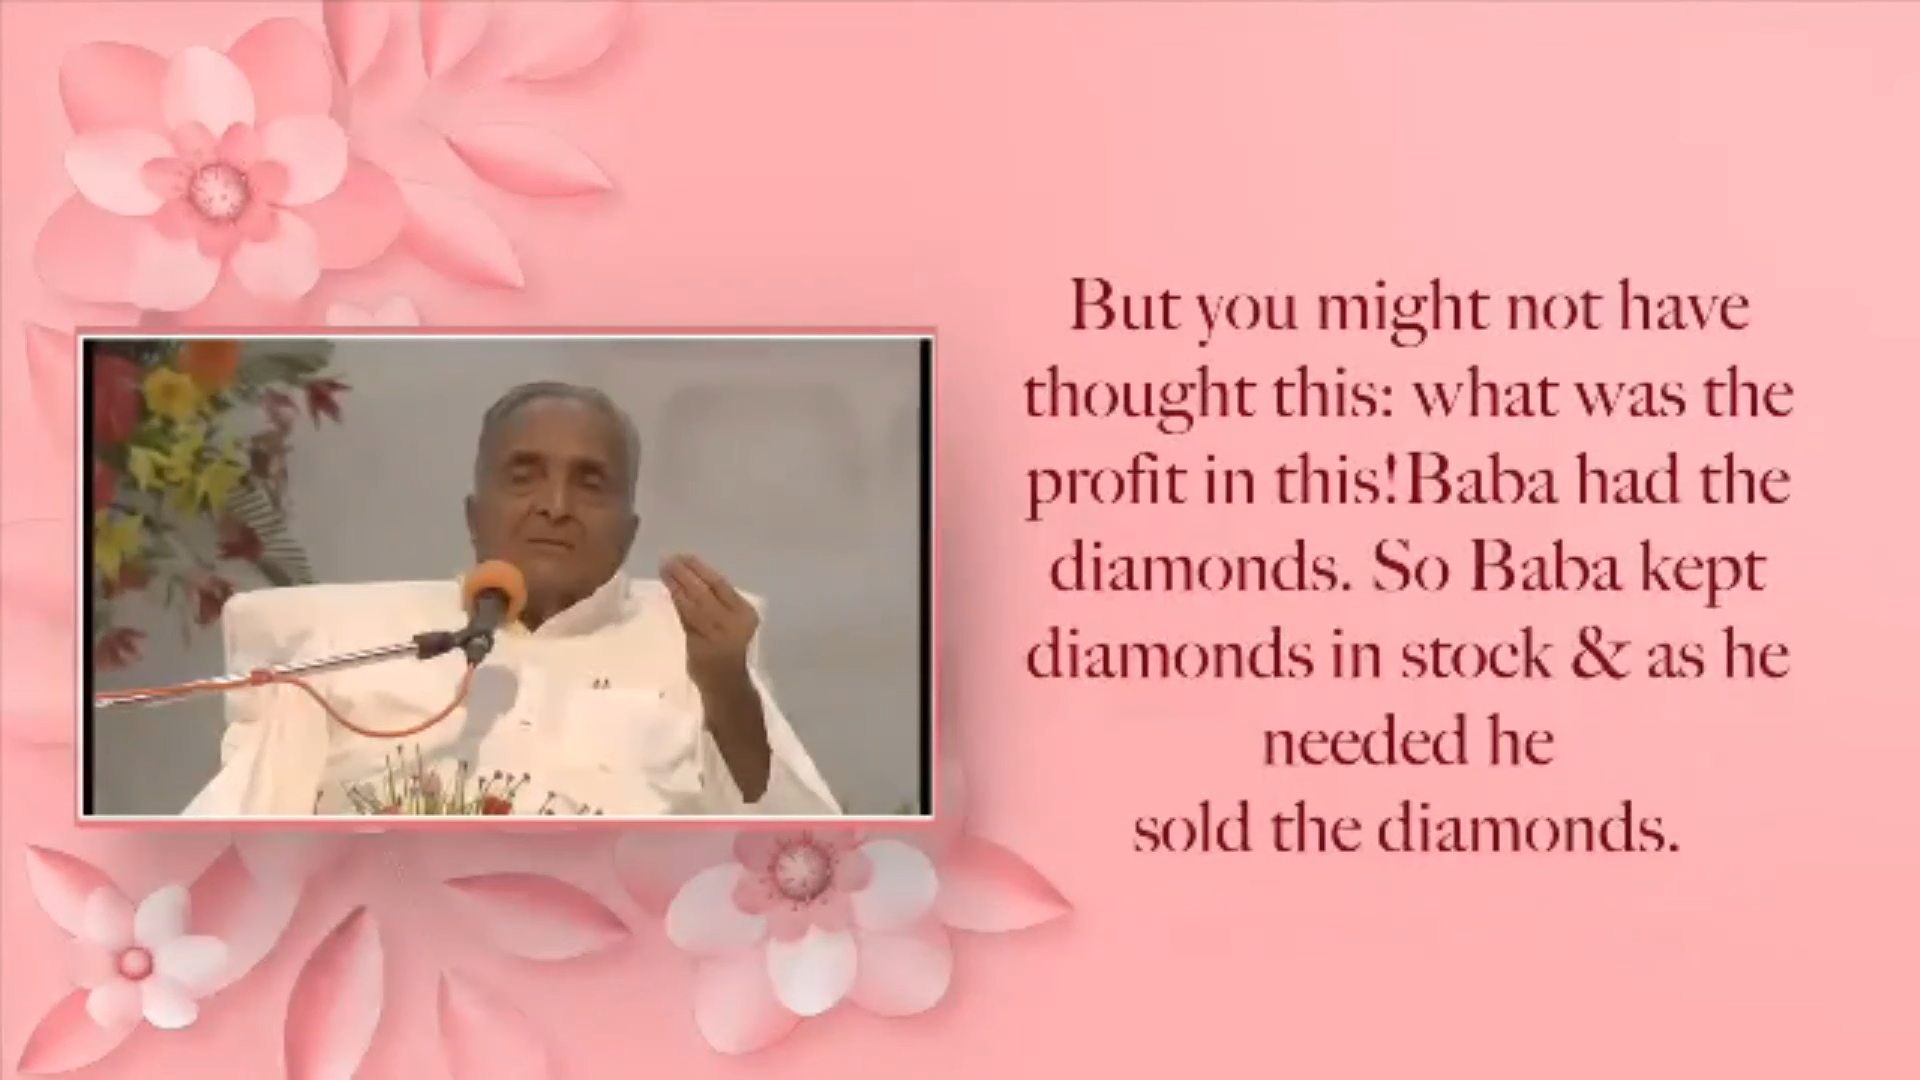 But you might not have
thought this: what was the
profit in this!Baba had the
diamonds. So Baba kept
diamonds in stock & as he
needed he
sold the diamonds.